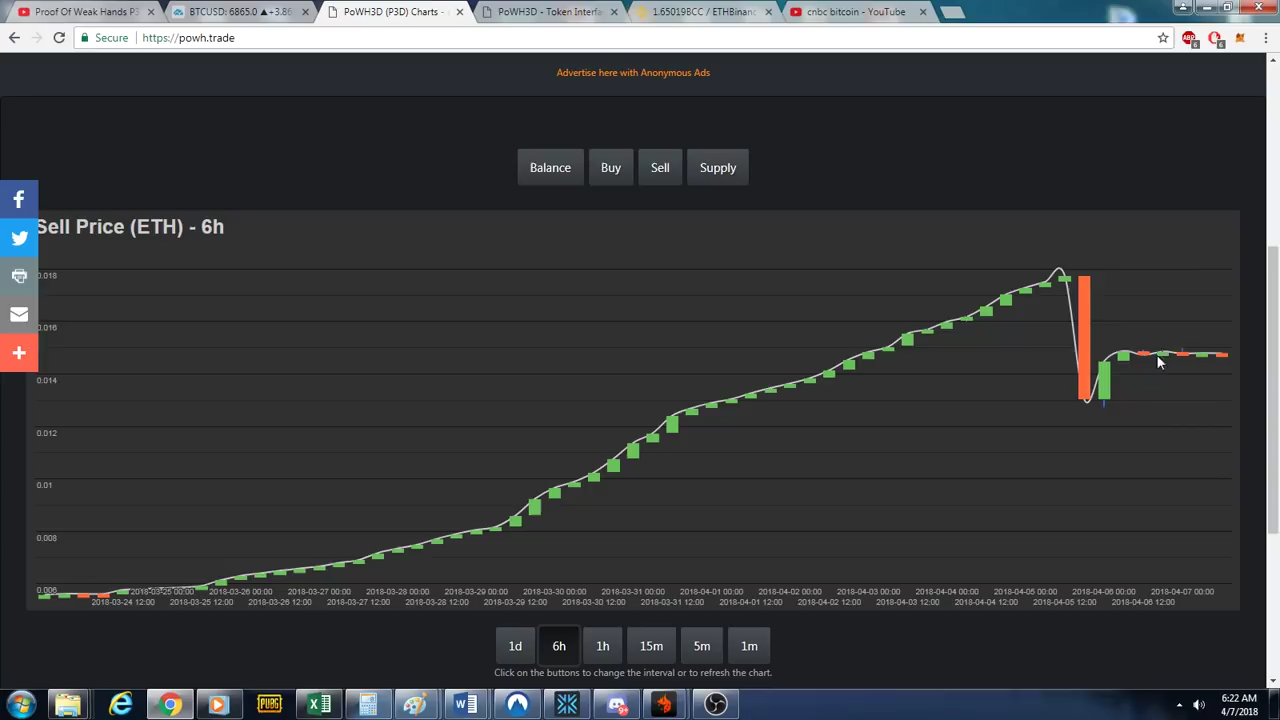 Proof Of Weak Hands P3
BTCUSD: 6865.0 ▲+3.86
PoWH3D (P3D) Charts -
PoWH3D - Token Interfa
1.65019BCC / ETHBinanc
cnbc bitcoin - YouTube
Secure
https://powh.trade
6
6
Advertise here with Anonymous Ads
Balance
Buy
Sell
Supply
Sell Price (ETH) - 6h
0.018
0.016
0.014
0.012
0.01
0.008
0.006
2018-03-25 00:00 2018-03-26 00:00 2018-03-27 00:00 2018-03-28 00:00 2018-03-29 00:00 2018-03-30 00:00 2018-03-31 00:00 2018-04-01 00:00 2018-04-02 00:00 2018-04-03 00:00 2018-04-04 00:00 2018-04-05 00:00 2018-04-06 00:00 2018-04-07 00:00
2018-03-24 12:00 2018-03-25 12:00 2018-03-26 12:00 2018-03-27 12:00 2018-03-28 12:00 2018-03-29 12:00 2018-03-30 12:00 2018-03-31 12:00 2018-04-01 12:00 2018-04-02 12:00 2018-04-03 12:00 2018-04-04 12:00 2018-04-05 12:00 2018-04-06 12:00
1d
6h
1h
15m
5m
1m
Click on the buttons to change the interval or to refresh the chart.
PUBG
6:22 AM
4/7/2018